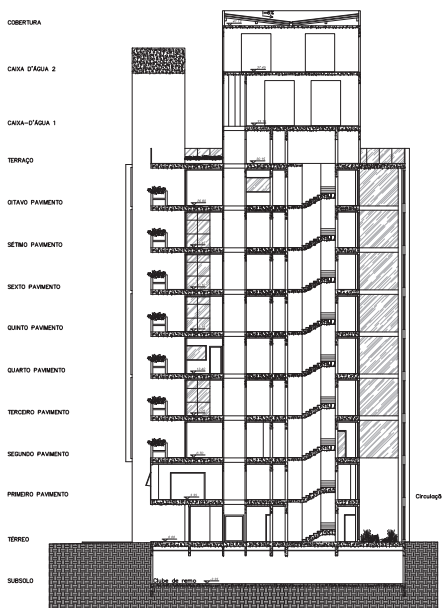 COBERTURA
CAIXA D'ÁGUA 2
CAIXA-D'ÁGUA 1
TERRAÇO
OITAVO PAVIMENTO
SÉTIMO PAVIMENTO
SEXTO PAVIMENTO
QUINTO PAVIMENTO
QUARTO PAVIMENTO
TERCEIRO PAVIMENTO
SEGUNDO PAVIMENTO
PRIMEIRO PAVIMENTO
Circulaçã
TÉRREO
SUBSOLO
Clube de remo